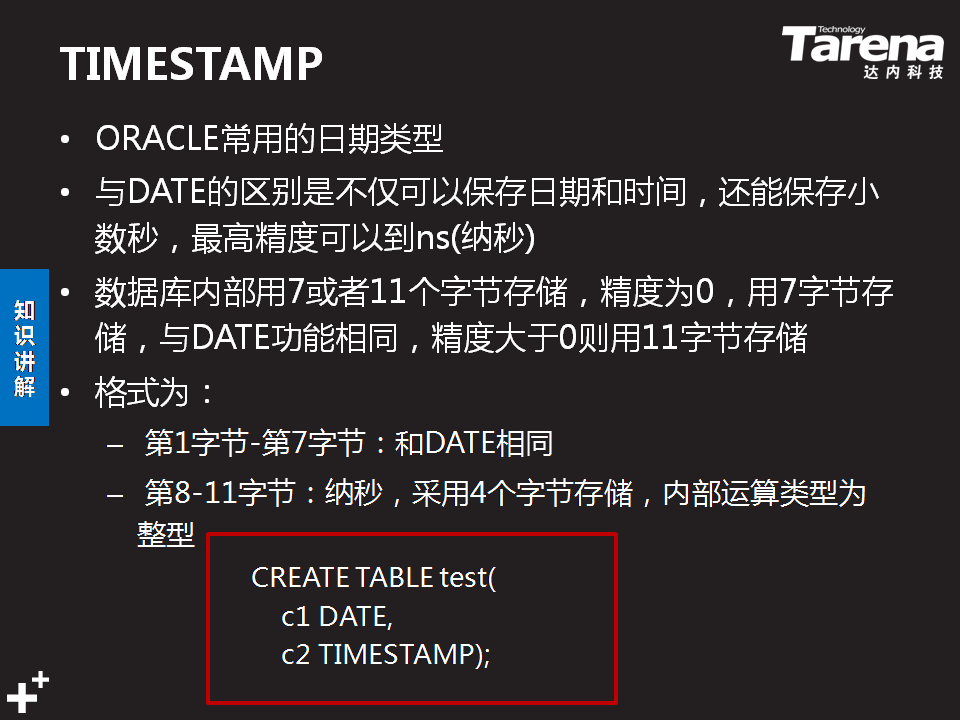 TIMESTAMP
Technology
Tarena
达内科技
• ORACLE常用的日期类型
• 与DATE的区别是不仅可以保存日期和时间，还能保存小
数秒，最高精度可以到ns(纳秒)
• 数据库内部用7或者11个字节存储，精度为0，用7字节存
储，与DATE功能相同，精度大于0则用11字节存储
• 格式为：
– 第1字节-第7字节：和DATE相同
– 第8-11字节：纳秒，采用4个字节存储，内部运算类型为
整型
知识讲解
CREATE TABLE test(
c1 DATE,
c2 TIMESTAMP);